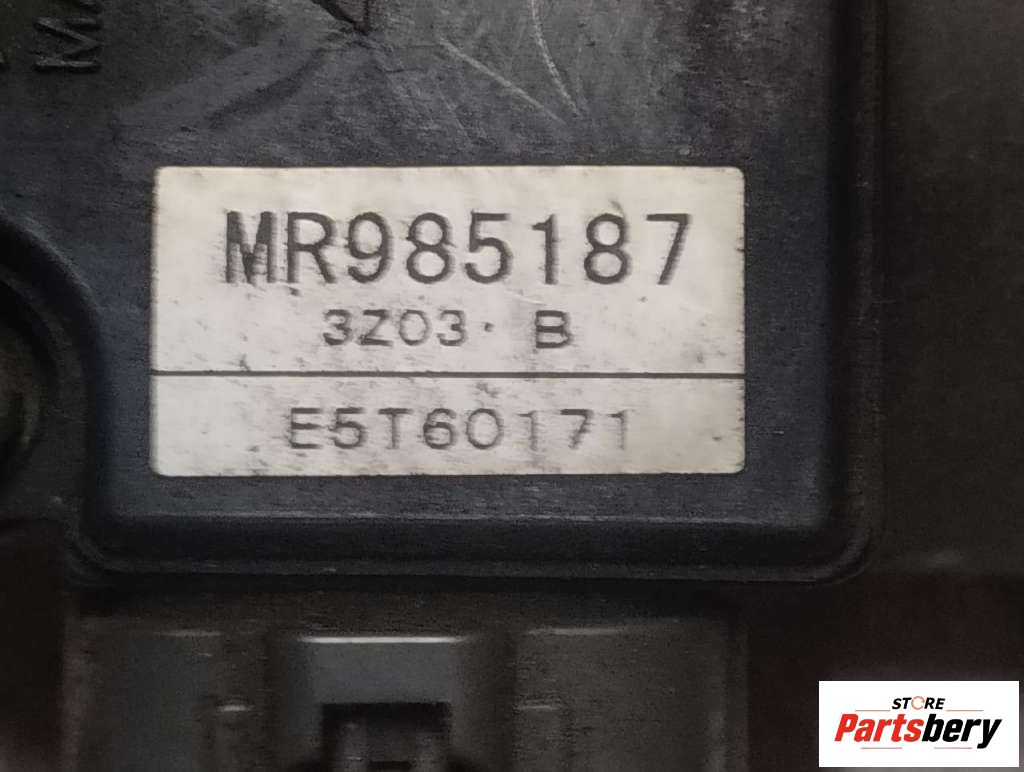 MR985187
3Z03· B
E5T60171
STORE
Partsbery